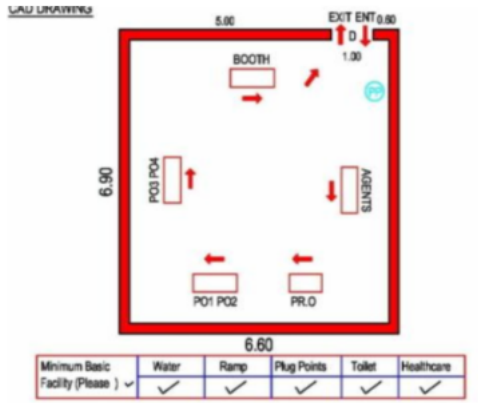 CAD DRAWING
5.00
EXIT ENT 0.60
D
1.00
BOOTH
PP
6.90
PO3 PO4
AGENTS
PO1 PO2
PR.O
6.60
Minimum Basic Facility (Please ) ✓
Water ✓
Ramp ✓
Plug Points ✓
Toilet ✓
Healthcare ✓